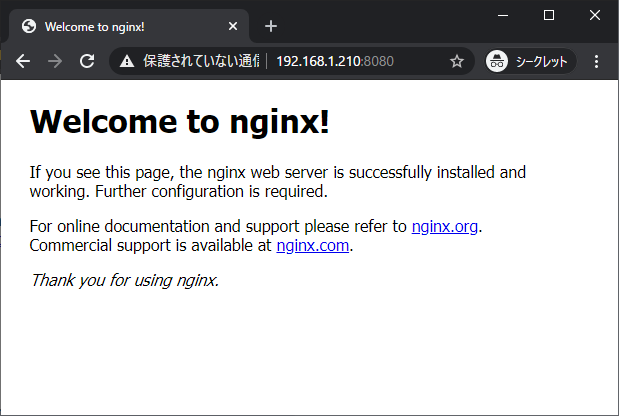 Welcome to nginx!
保護されていない通信 192.168.1.210:8080 シークレット
Welcome to nginx!
If you see this page, the nginx web server is successfully installed and
working. Further configuration is required.
For online documentation and support please refer to nginx.org.
Commercial support is available at nginx.com.
Thank you for using nginx.